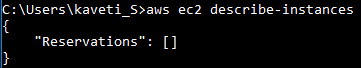 C:\Users\kaveti_S>aws ec2 describe-instances
{
    "Reservations": []
}